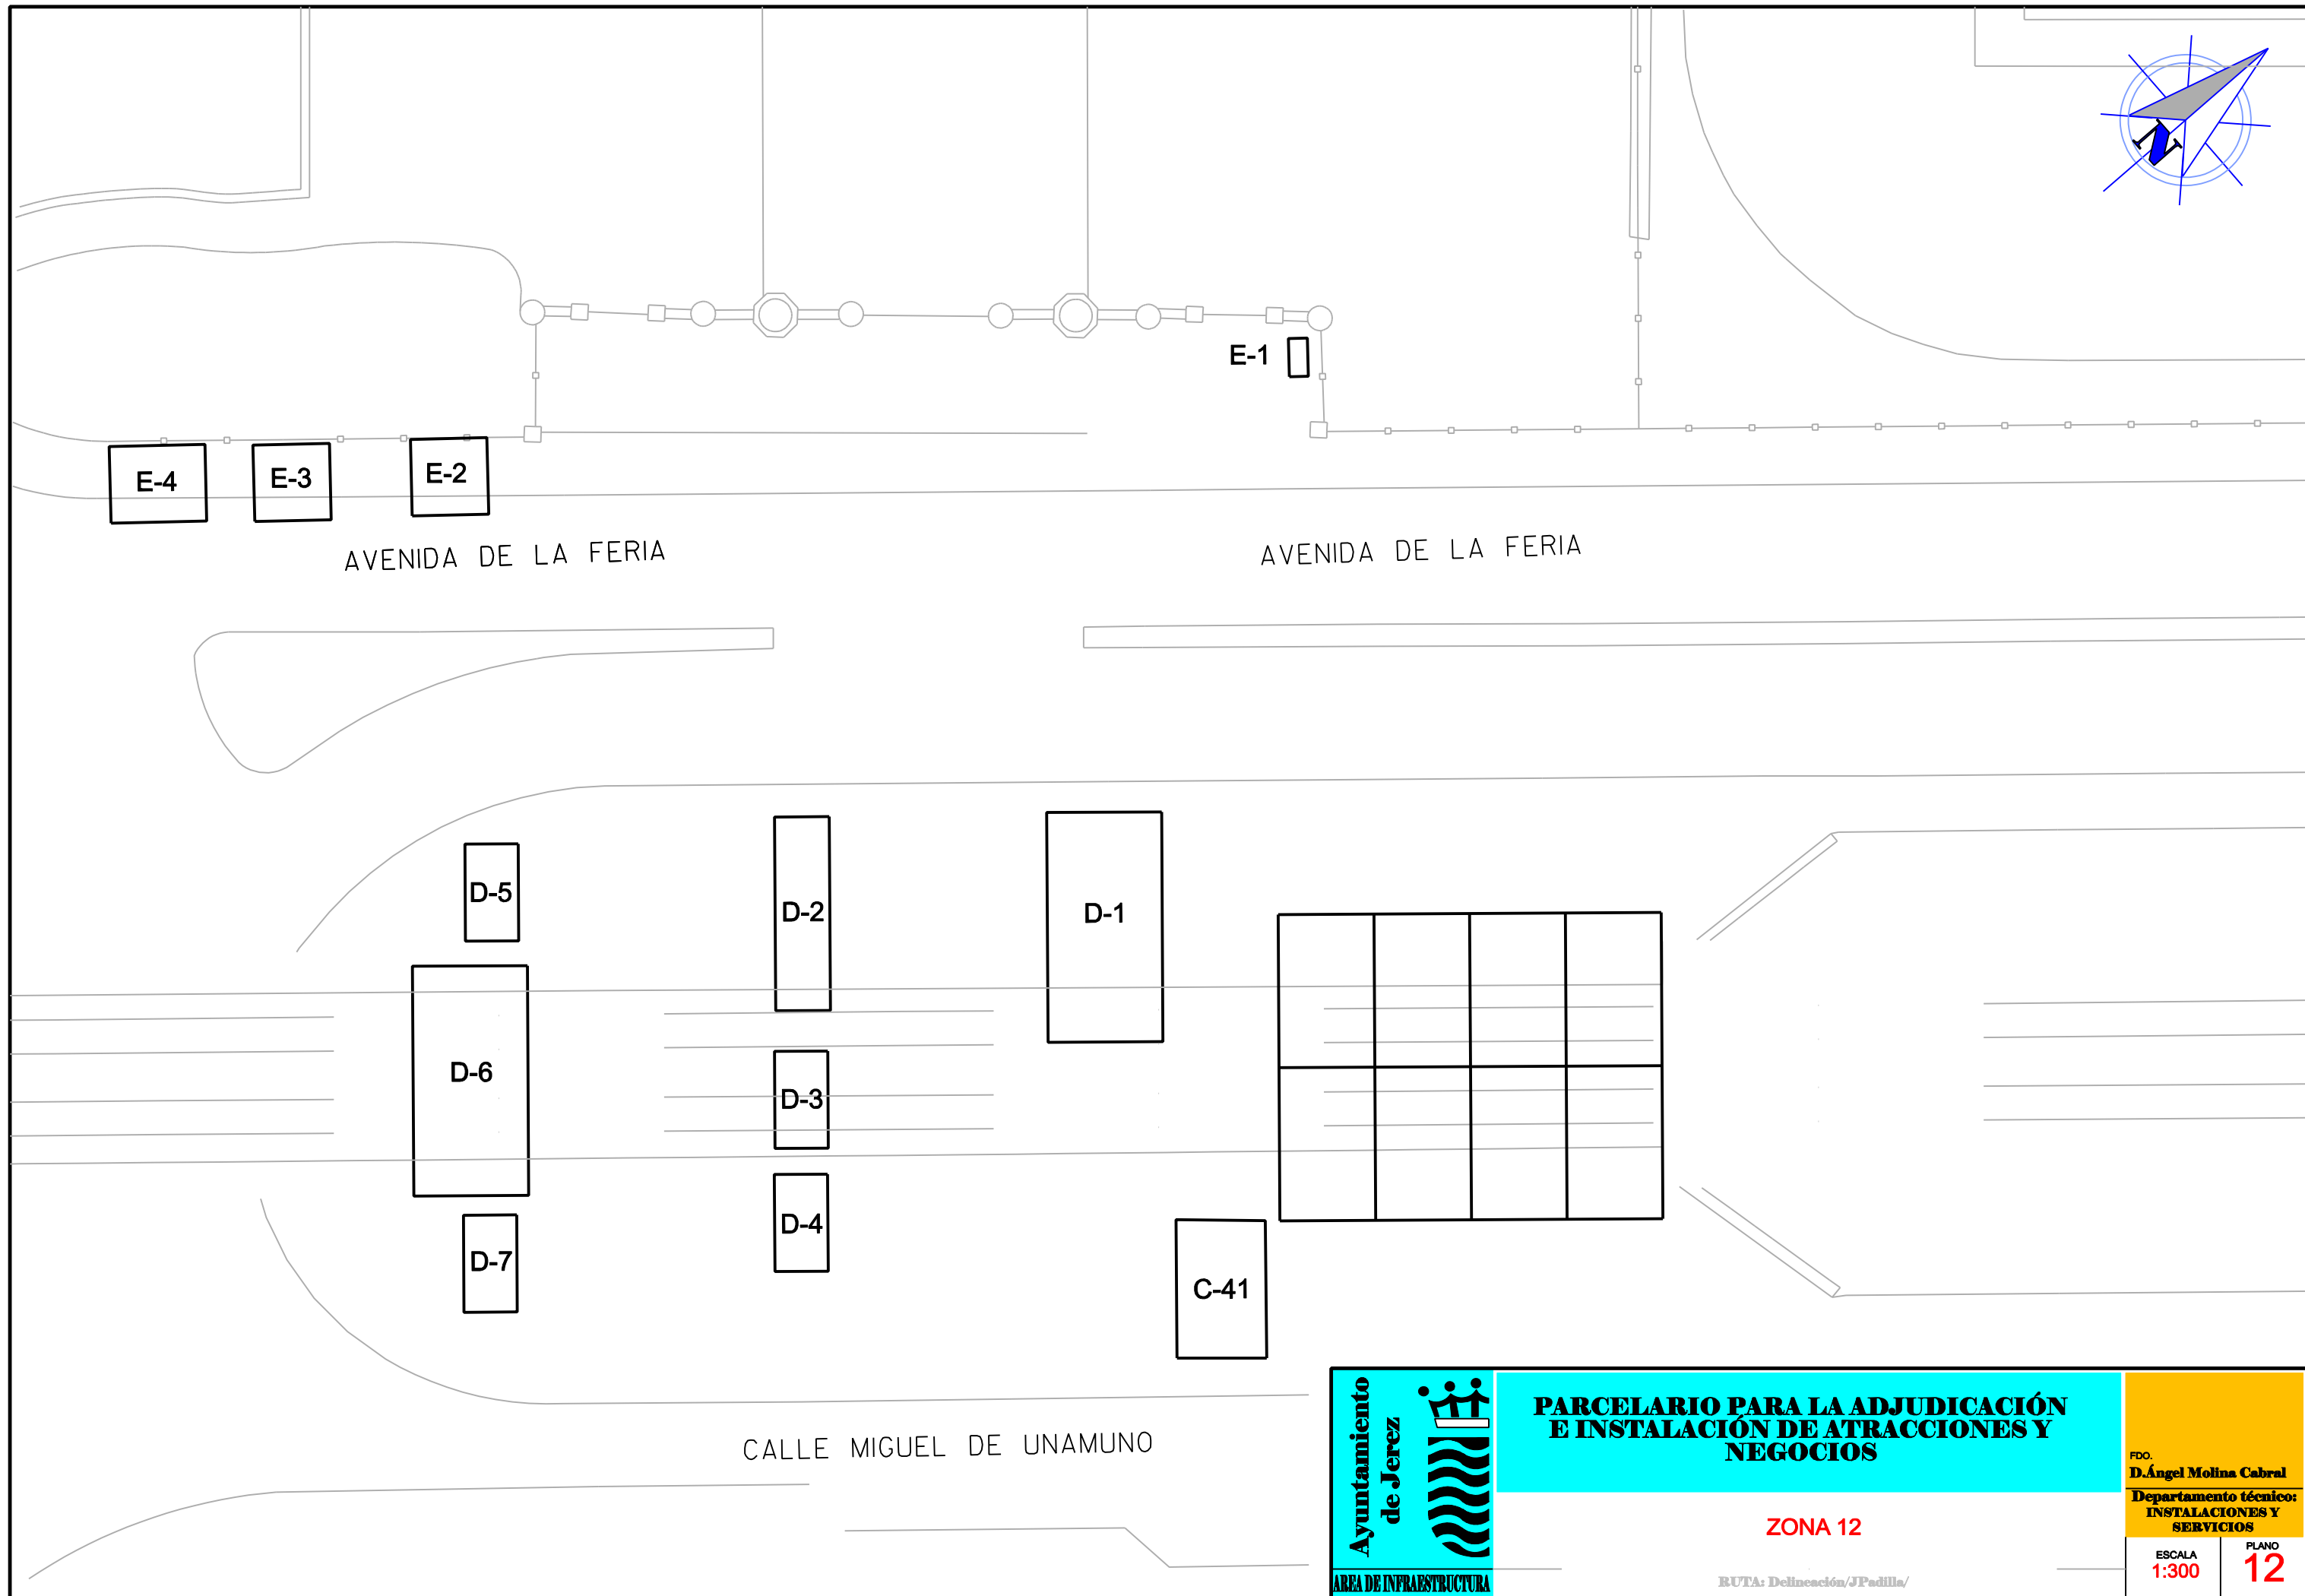 N
E-1
E-4
E-3
E-2
AVENIDA DE LA FERIA
AVENIDA DE LA FERIA
D-5
D-2
D-1
D-6
D-3
D-4
D-7
C-41
CALLE MIGUEL DE UNAMUNO
Ayuntamiento
de Jerez
AREA DE INFRAESTRUCTURA
PARCELARIO PARA LA ADJUDICACIÓN
E INSTALACIÓN DE ATRACCIONES Y
NEGOCIOS
ZONA 12
RUTA: Delineación/JPadilla/
FDO.
D.Ángel Molina Cabral
Departamento técnico:
INSTALACIONES Y
SERVICIOS
ESCALA
1:300
PLANO
12